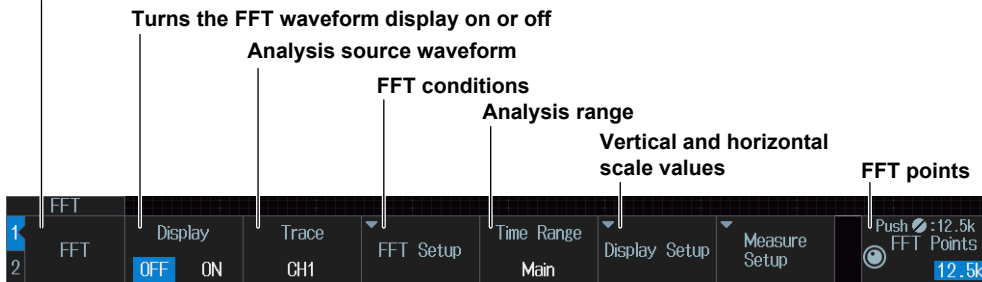 Turns the FFT waveform display on or off
Analysis source waveform
FFT conditions
Analysis range
Vertical and horizontal
scale values
FFT points
FFT
1
2
FFT
Display
OFF ON
Trace
CH1
FFT Setup
Time Range
Main
Display Setup
Measure
Setup
Push :12.5k
FFT Points
12.5k